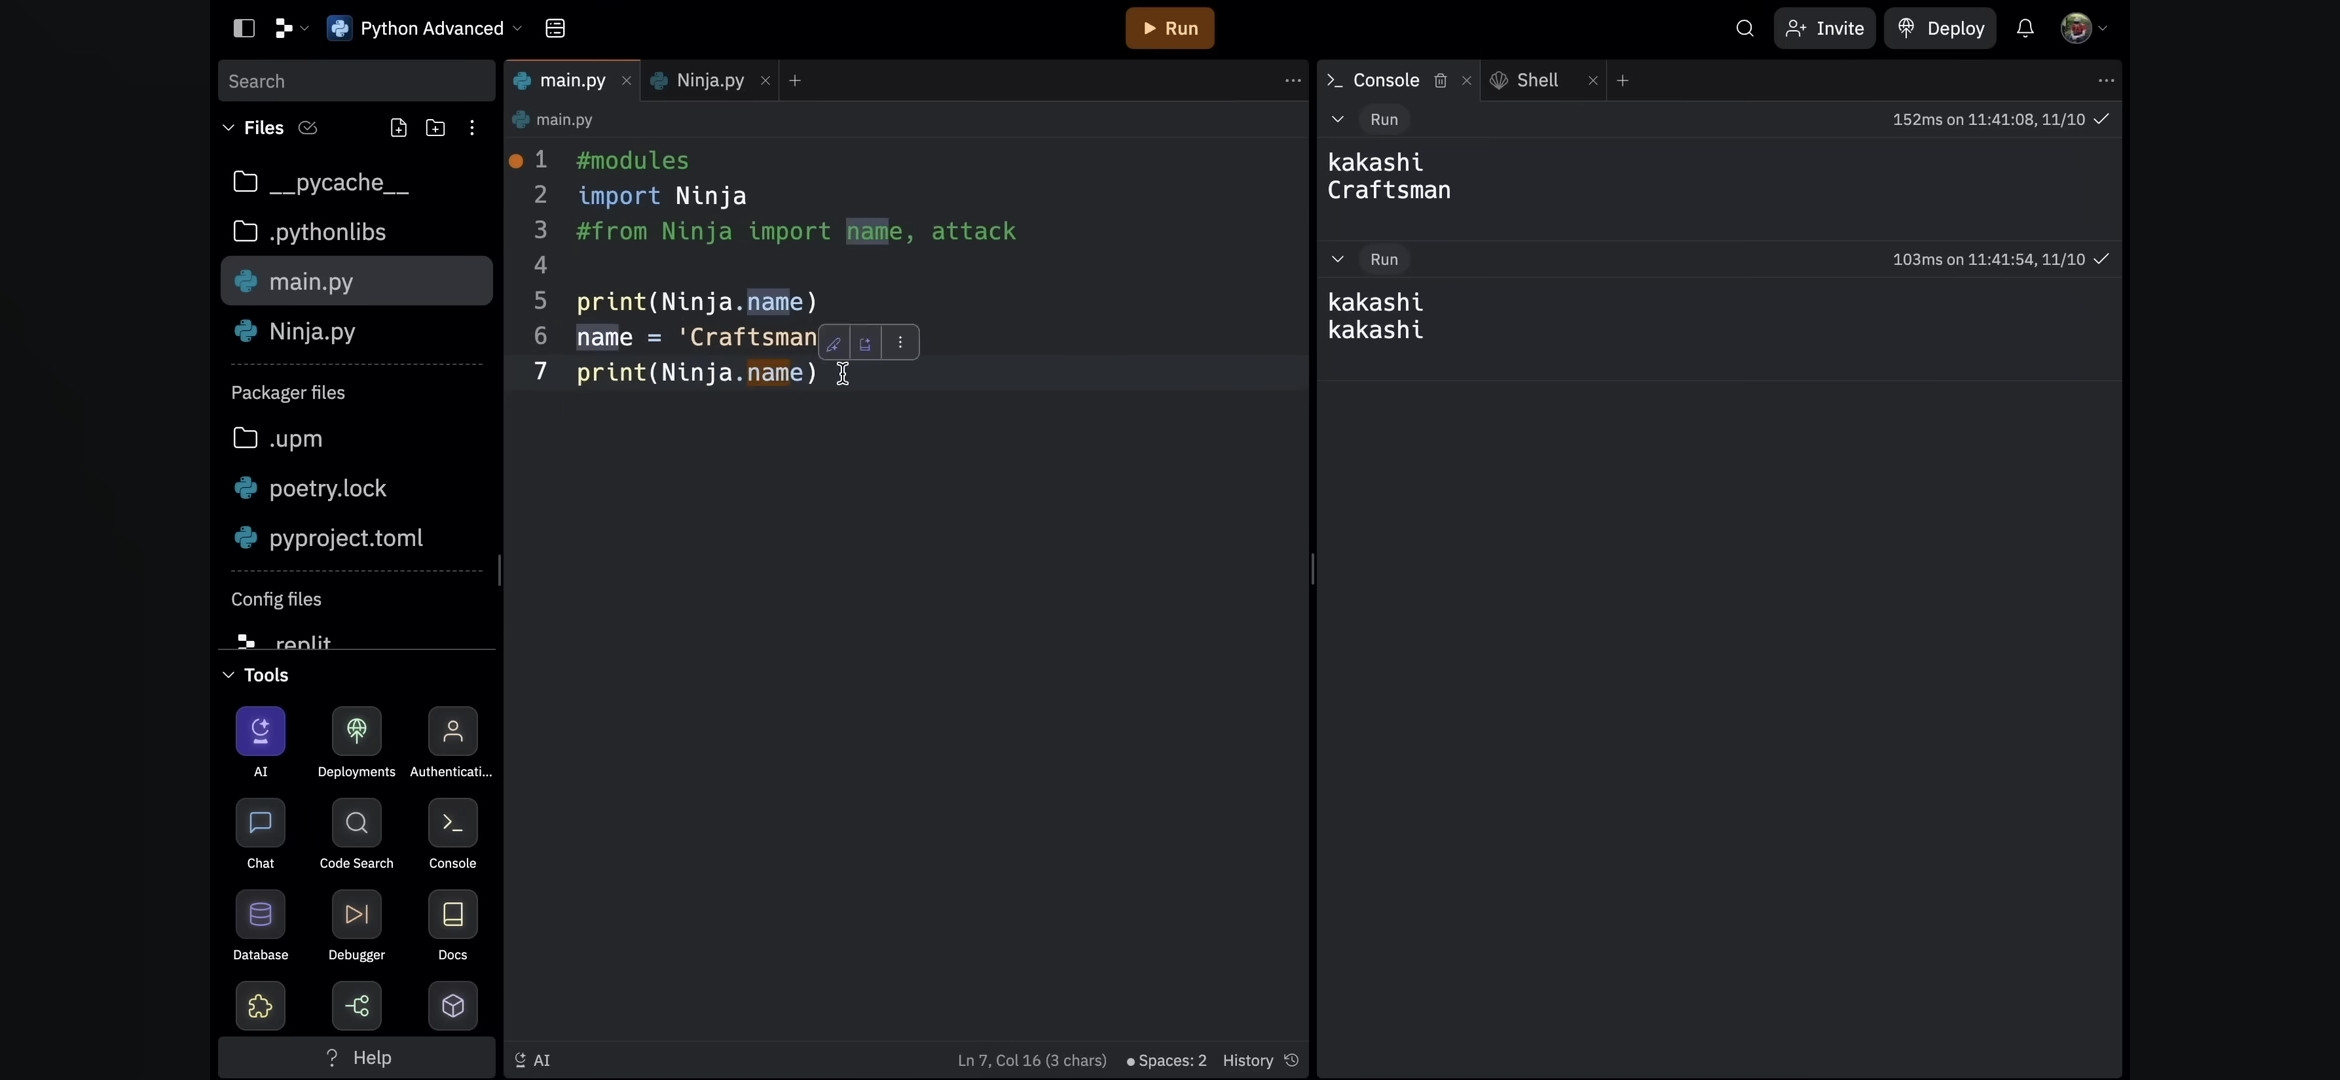 Python Advanced
Run
Invite
Deploy
Search
Files
__pycache__
.pythonlibs
main.py
Ninja.py
Packager files
.upm
poetry.lock
pyproject.toml
Config files
.replit
Tools
AI
Deployments
Authenticati...
Chat
Code Search
Console
Database
Debugger
Docs
? Help
main.py
Ninja.py
main.py
1 #modules
2 import Ninja
3 #from Ninja import name, attack
4
5 print(Ninja.name)
6 name = 'Craftsman
7 print(Ninja.name)
AI
Ln 7, Col 16 (3 chars)
Spaces: 2
History
Console
Shell
Run
152ms on 11:41:08, 11/10
kakashi
Craftsman
Run
103ms on 11:41:54, 11/10
kakashi
kakashi